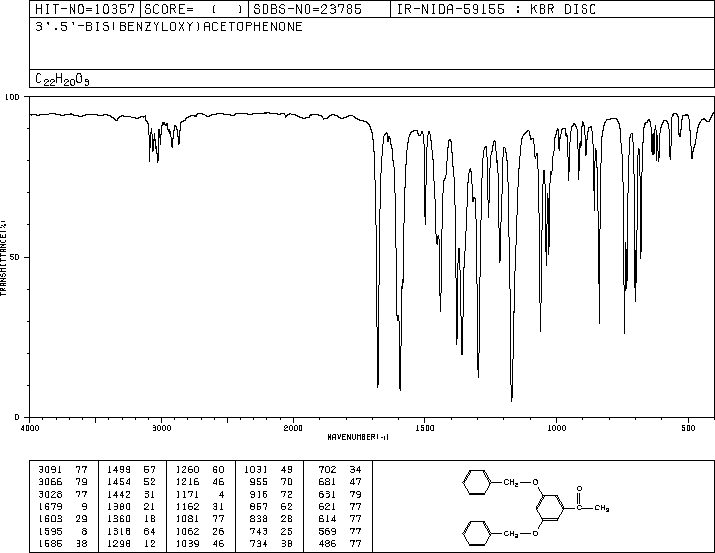 HIT-NO=10357 SCORE= ( ) SDBS-NO=23785 IR-NIDA-59155 : KBR DISC
3',5'-BIS(BENZYLOXY)ACETOPHENONE
C22H20O3
100
50
0
TRANSMITTANCE(%)
4000 3000 2000 1500 1000 500
WAVENUMBER(-1)
3091 77 1499 57 1260 60 1031 49 702 34
3066 79 1454 52 1216 46 955 70 681 47
3028 77 1442 31 1171 4 916 72 631 79
1679 9 1380 21 1162 31 857 62 621 77
1603 29 1360 18 1081 77 838 28 614 77
1595 8 1318 64 1062 26 743 25 569 77
1585 38 1298 12 1039 46 734 38 486 77
CH2 O
O
C CH3
CH2 O